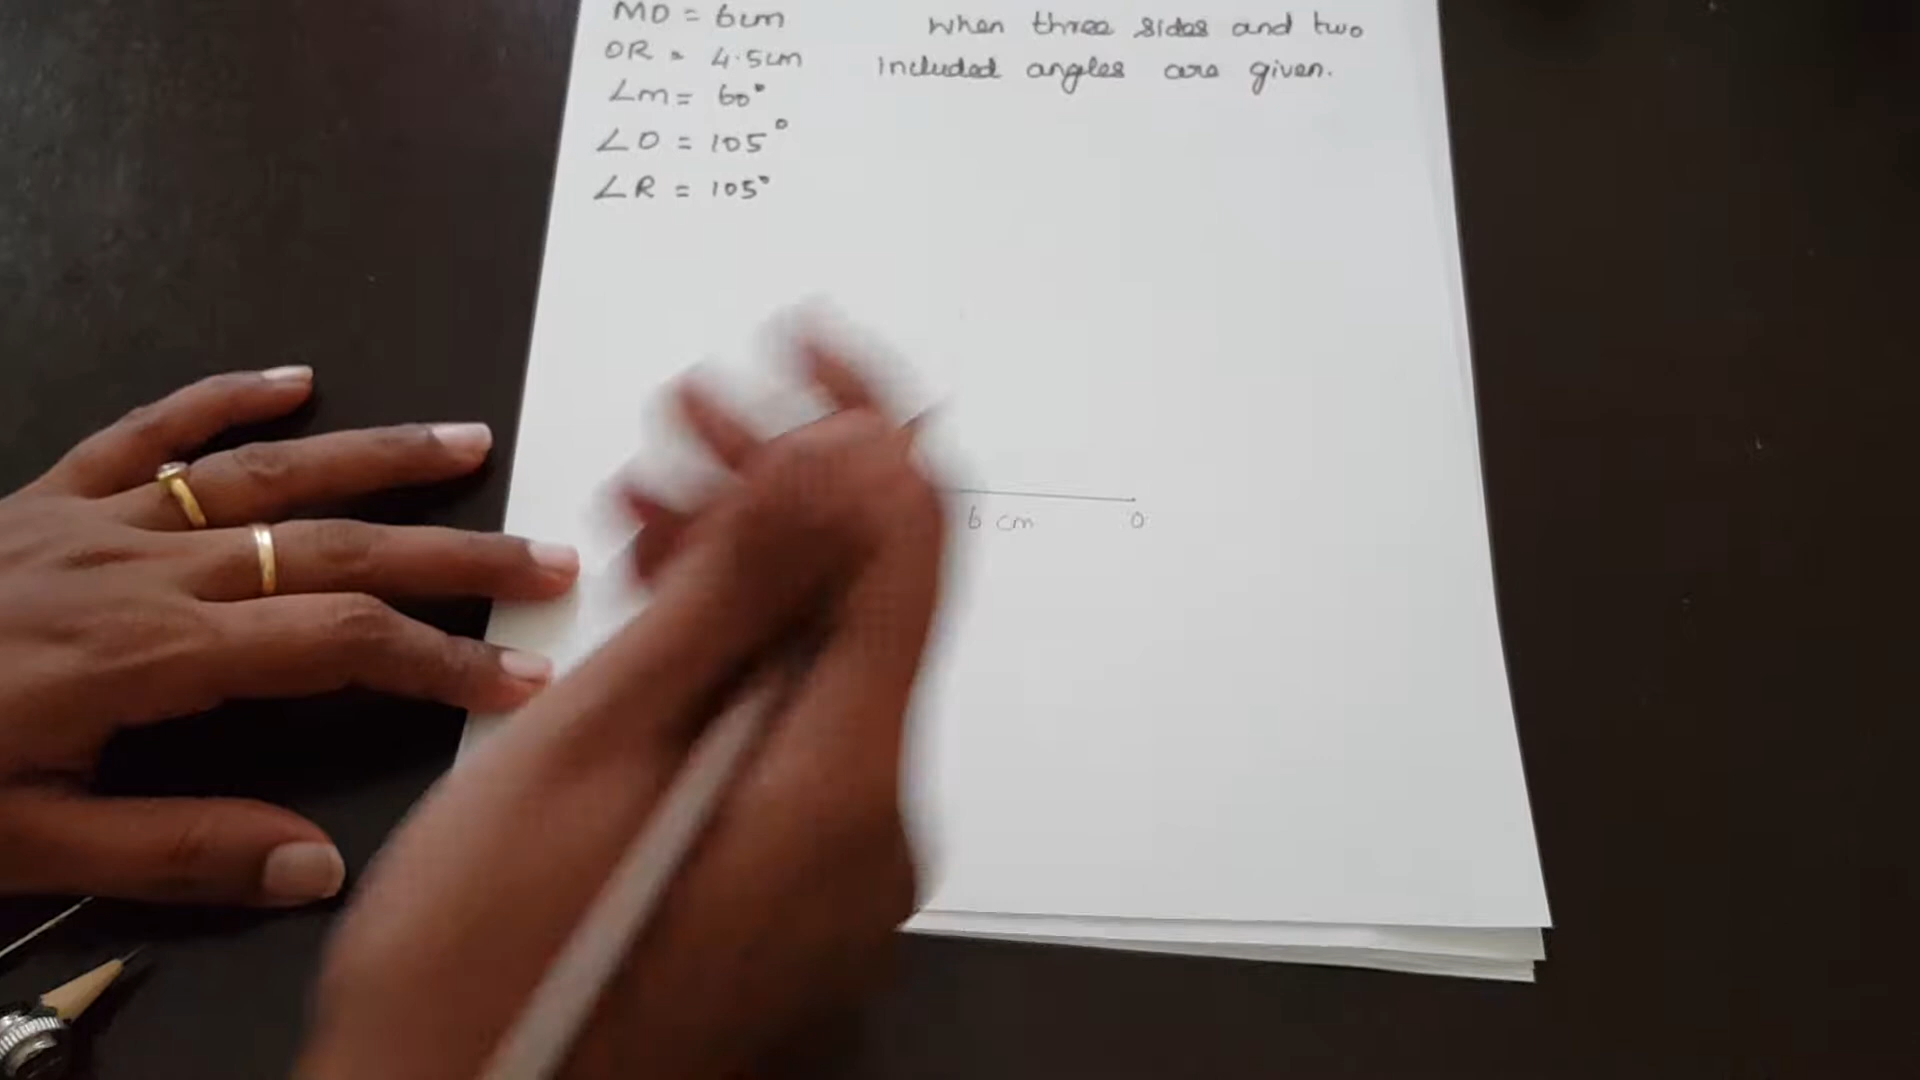 MO = 6cm
OR = 4.5cm
∠M = 60°
∠O = 105°
∠R = 105°
When three sides and two
included angles are given.
6 cm
O